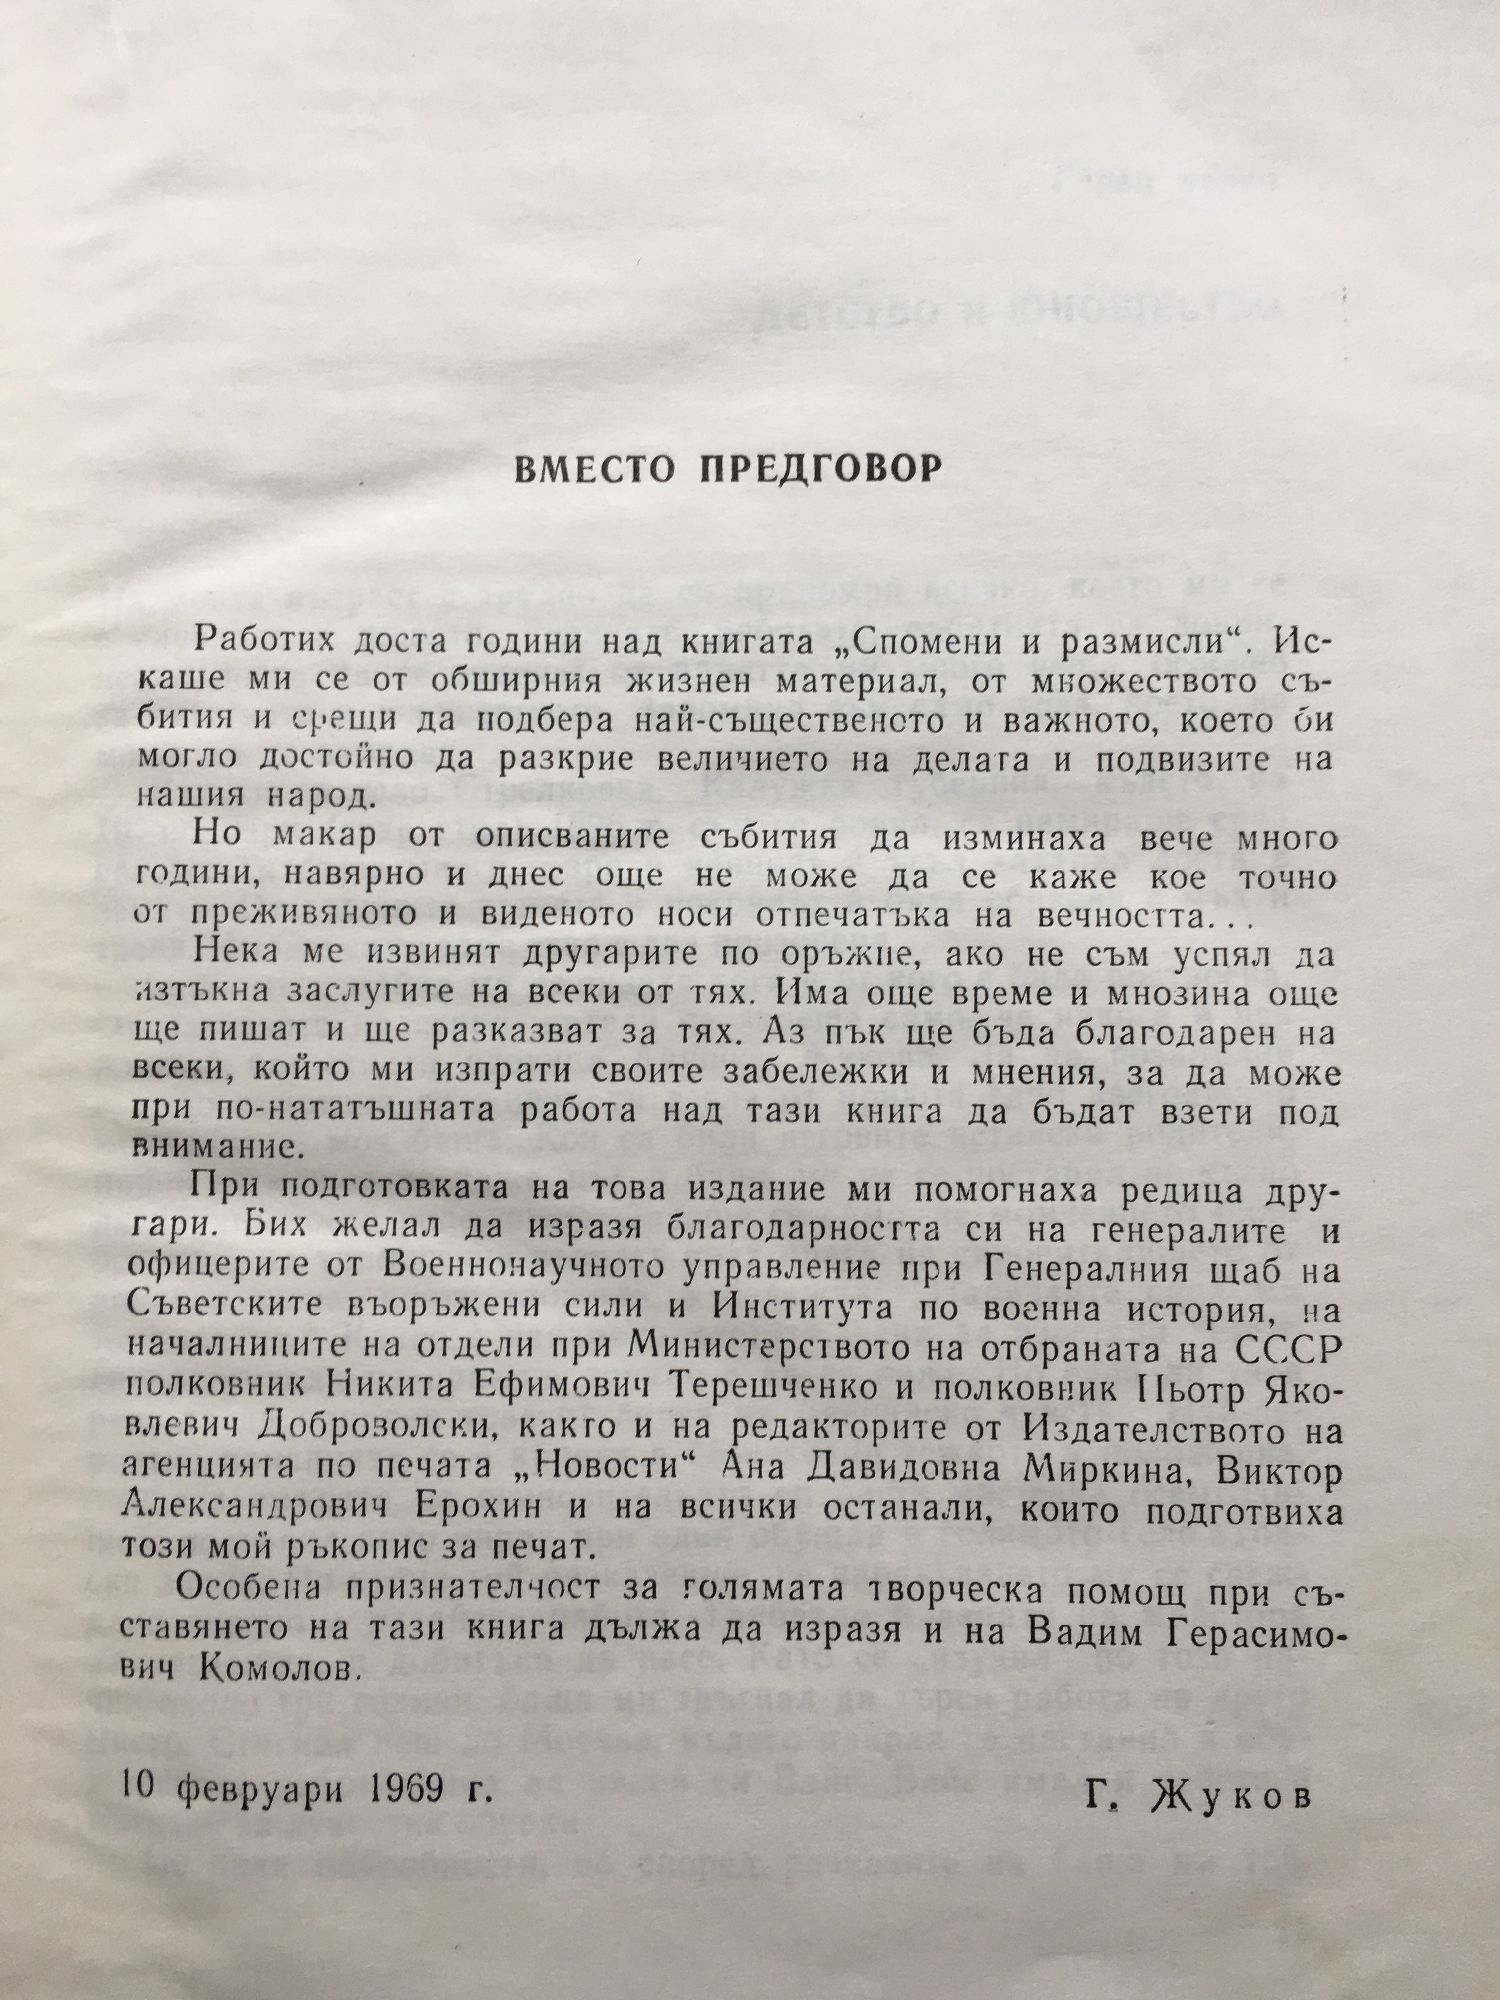 ВМЕСТО ПРЕДГОВОР
Работих доста години над книгата „Спомени и размисли“. Ис-
каше ми се от обширния жизнен материал, от множеството съ-
бития и срещи да подбера най-същественото и важното, което би
могло достойно да разкрие величието на делата и подвизите на
нашия народ.
Но макар от описваните събития да изминаха вече много
години, навярно и днес още не може да се каже кое точно
от преживяното и виденото носи отпечатъка на вечността...
Нека ме извинят другарите по оръжие, ако не съм успял да
изтъкна заслугите на всеки от тях. Има още време и мнозина още
ще пишат и ще разказват за тях. Аз пък ще бъда благодарен на
всеки, който ми изпрати своите забележки и мнения, за да може
при по-нататъшната работа над тази книга да бъдат взети под
внимание.
При подготовката на това издание ми помогнаха редица дру-
гари. Бих желал да изразя благодарността си на генералите и
офицерите от Военнонаучното управление при Генералния щаб на
Съветските въоръжени сили и Института по военна история, на
началниците на отдели при Министерството на отбраната на СССР
полковник Никита Ефимович Терешченко и полковник Пьотр Яко-
влевич Доброволски, както и на редакторите от Издателството на
агенцията по печата „Новости“ Ана Давидовна Миркина, Виктор
Александрович Ерохин и на всички останали, които подготвиха
този мой ръкопис за печат.
Особена признателност за голямата творческа помощ при съ-
ставянето на тази книга дължа да изразя и на Вадим Герасимо-
вич Комолов.
10 февруари 1969 г.
Г. Жуков